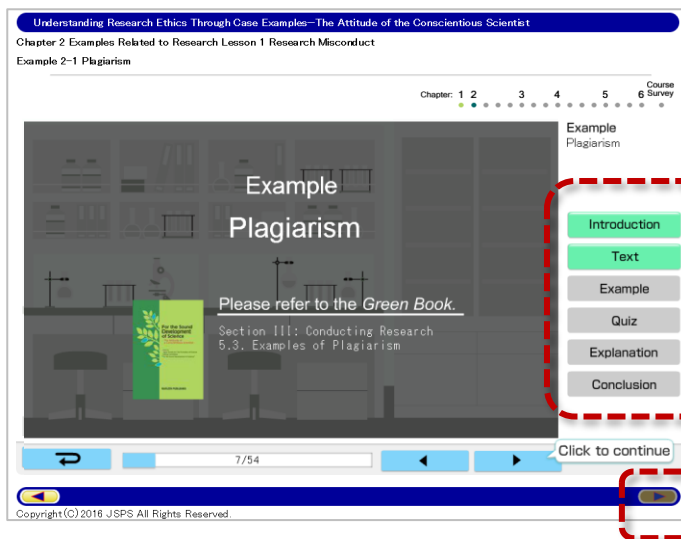 Understanding Research Ethics Through Case Examples—The Attitude of the Conscientious Scientist
Chapter 2 Examples Related to Research Lesson 1 Research Misconduct
Example 2-1 Plagiarism
Chapter: 1 2 3 4 5 6 Course Survey
Example
Plagiarism
Example
Plagiarism
Please refer to the Green Book.
Section III: Conducting Research
5.3. Examples of Plagiarism
For the Sound
Development
of Science
Introduction
Text
Example
Quiz
Explanation
Conclusion
7/54
Click to continue
Copyright(C)2016 JSPS All Rights Reserved.